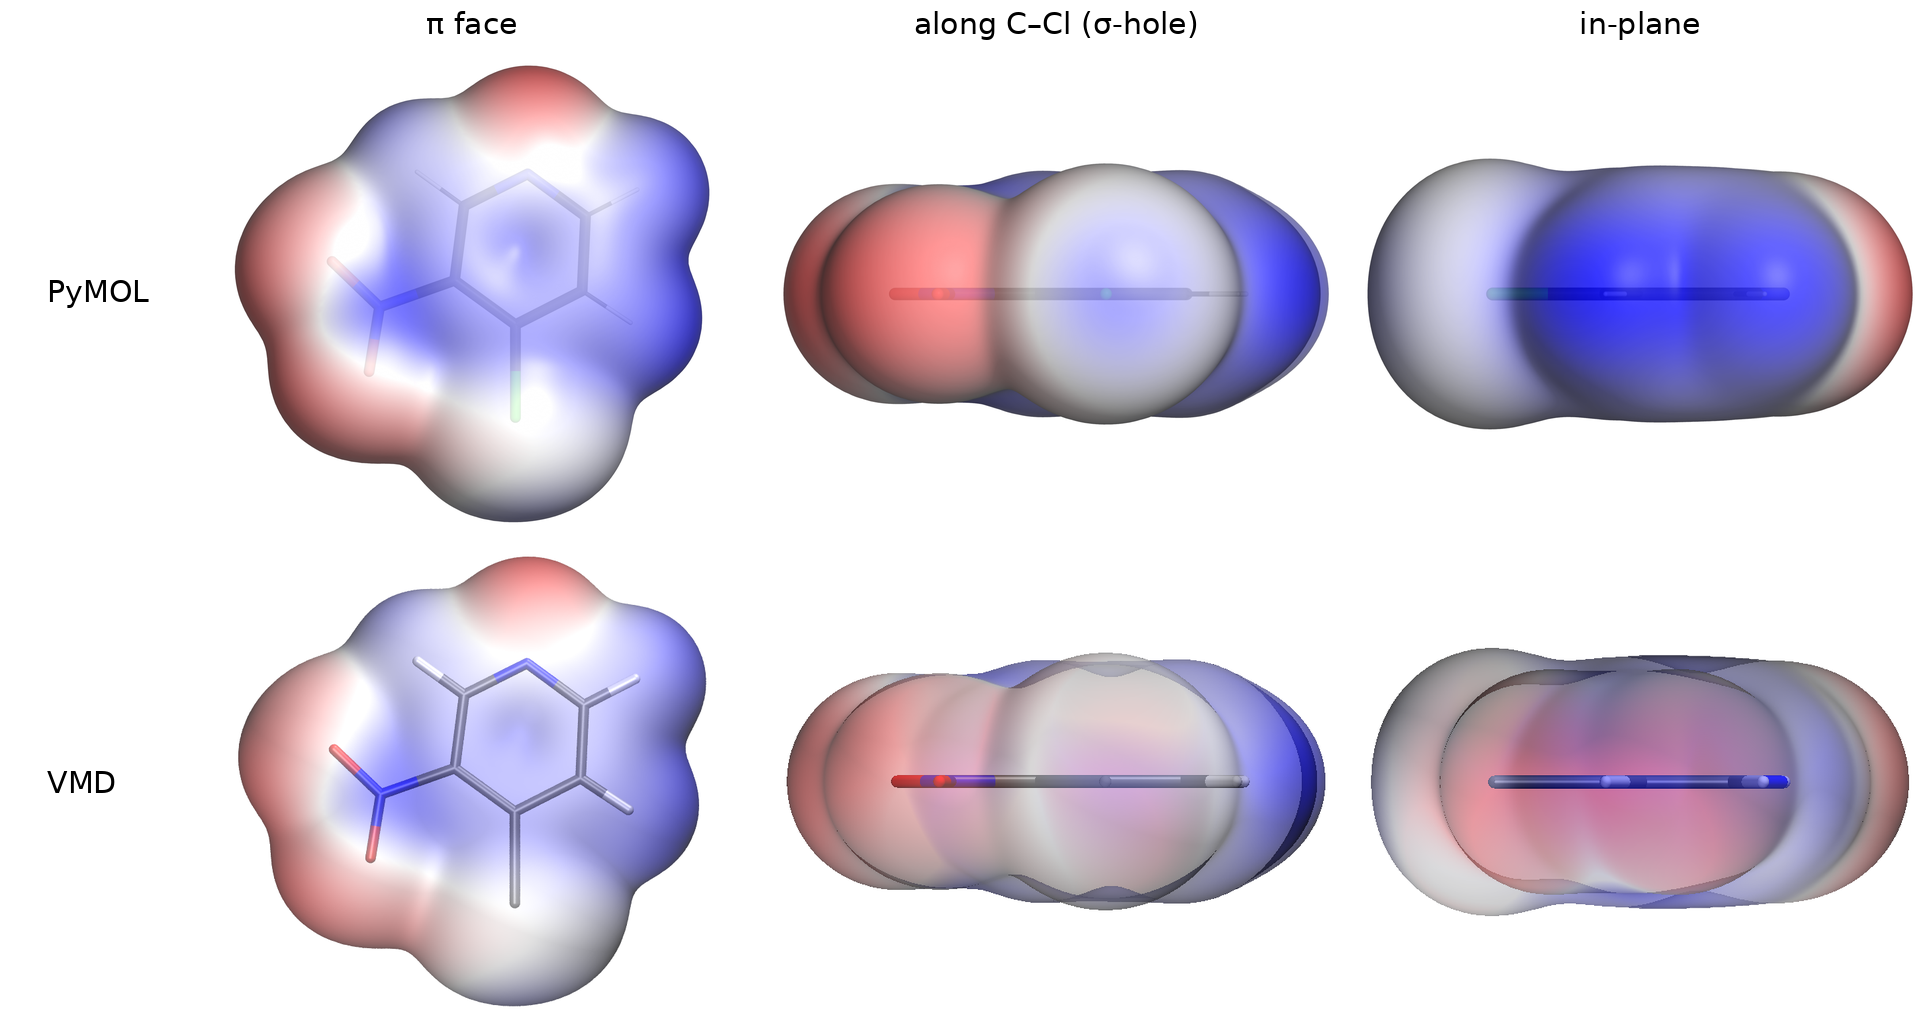 π face
along C–Cl (σ-hole)
in-plane
PyMOL
VMD